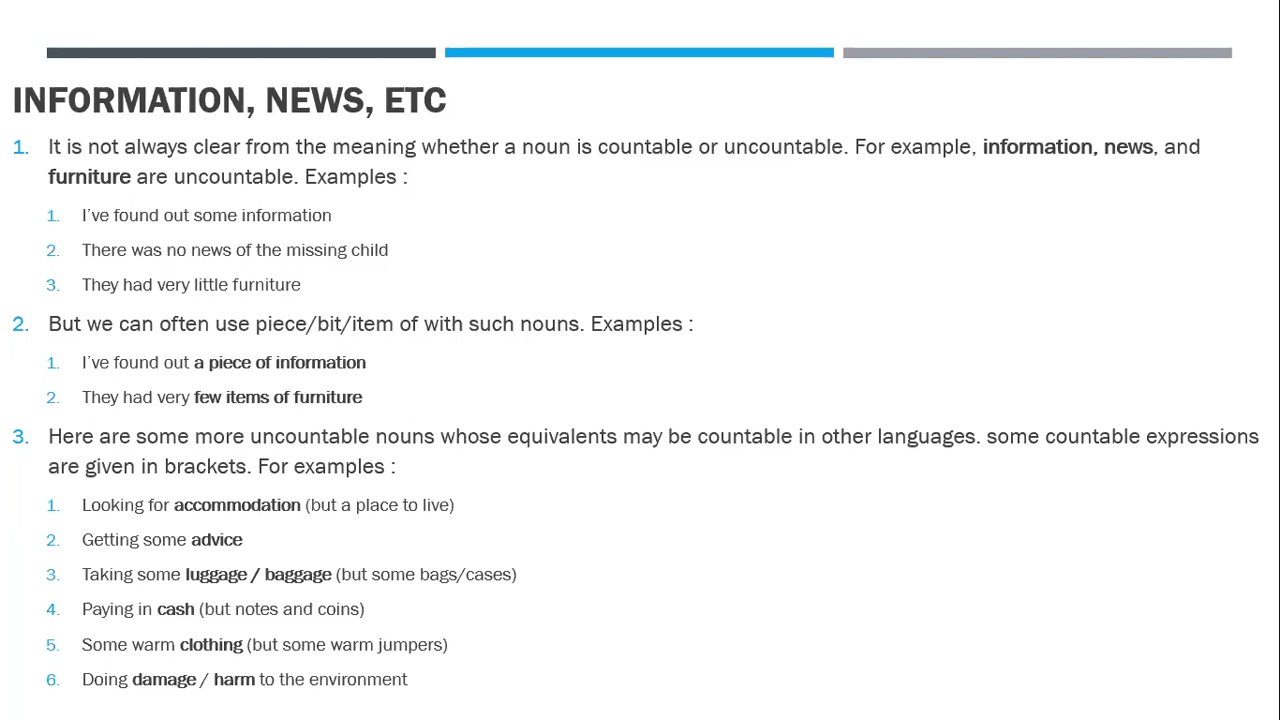 INFORMATION, NEWS, ETC
1. It is not always clear from the meaning whether a noun is countable or uncountable. For example, information, news, and
furniture are uncountable. Examples :
1. I've found out some information
2. There was no news of the missing child
3. They had very little furniture
2. But we can often use piece/bit/item of with such nouns. Examples :
1. I've found out a piece of information
2. They had very few items of furniture
3. Here are some more uncountable nouns whose equivalents may be countable in other languages. some countable expressions
are given in brackets. For examples :
1. Looking for accommodation (but a place to live)
2. Getting some advice
3. Taking some luggage / baggage (but some bags/cases)
4. Paying in cash (but notes and coins)
5. Some warm clothing (but some warm jumpers)
6. Doing damage / harm to the environment